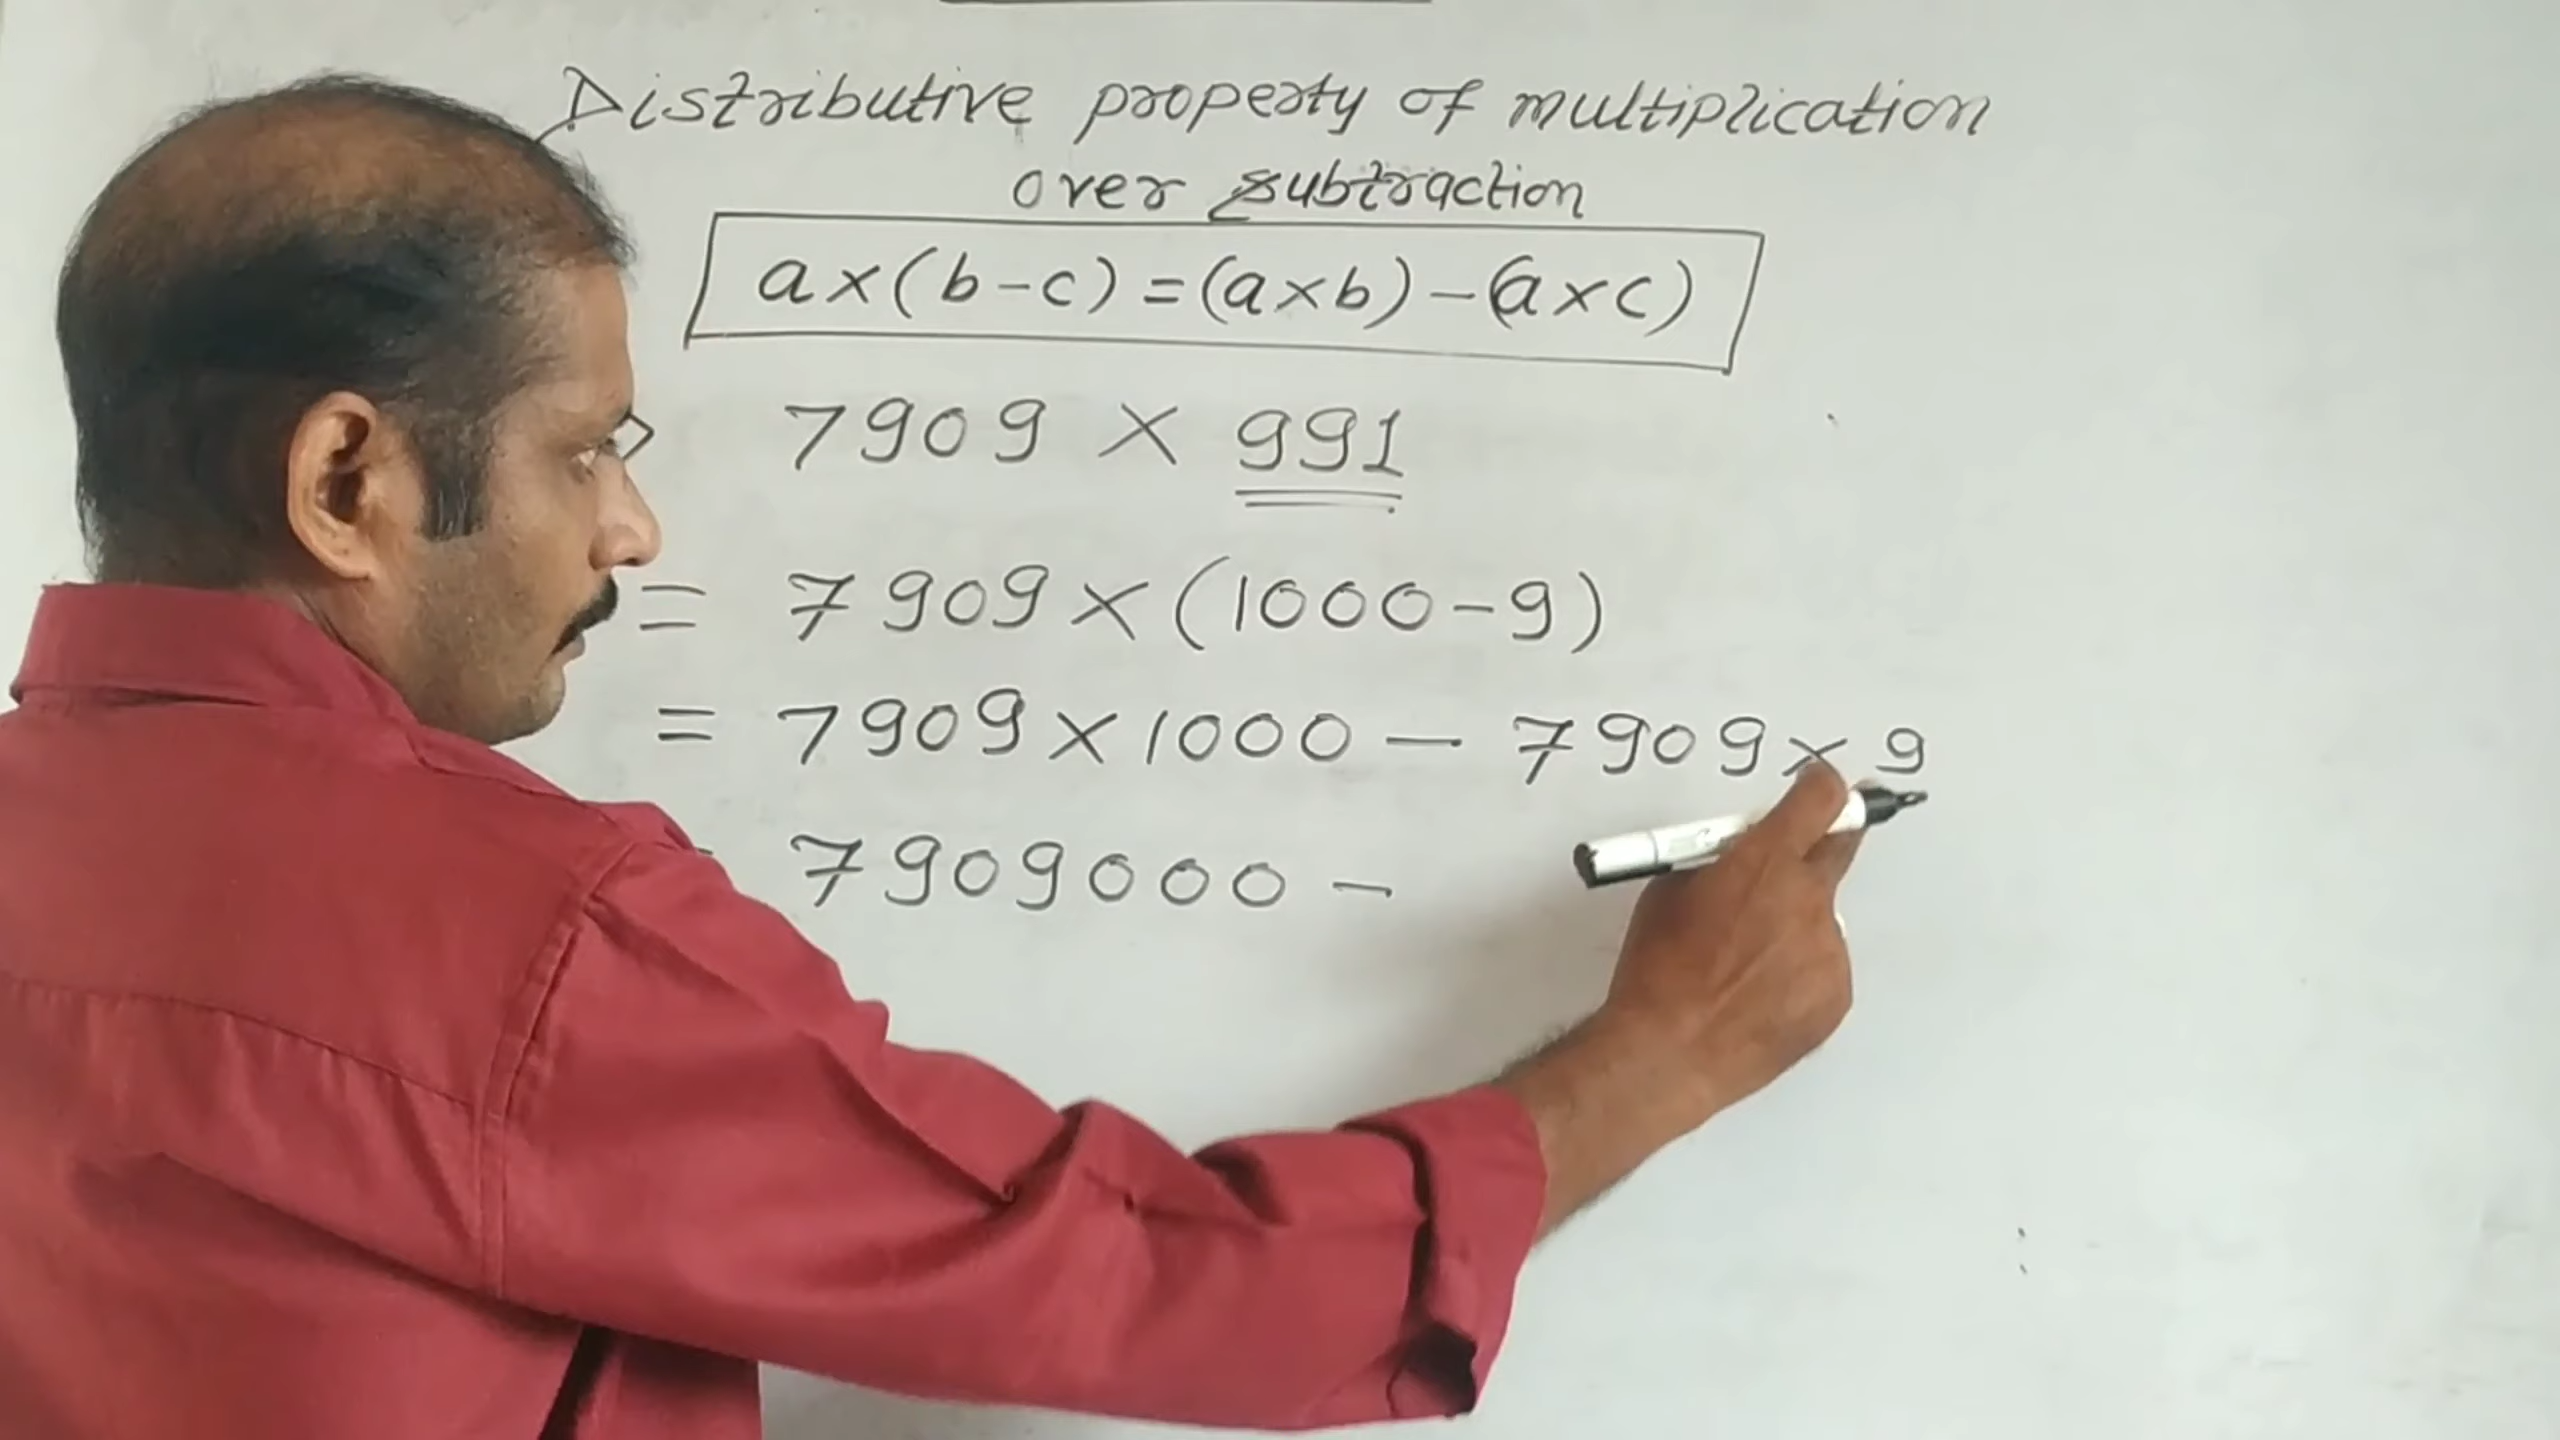 Distributive property of multiplication
over subtraction
a×(b-c)=(a×b)-(a×c)
7909 × 991
= 7909×(1000-9)
= 7909×1000 - 7909×9
7909000 -